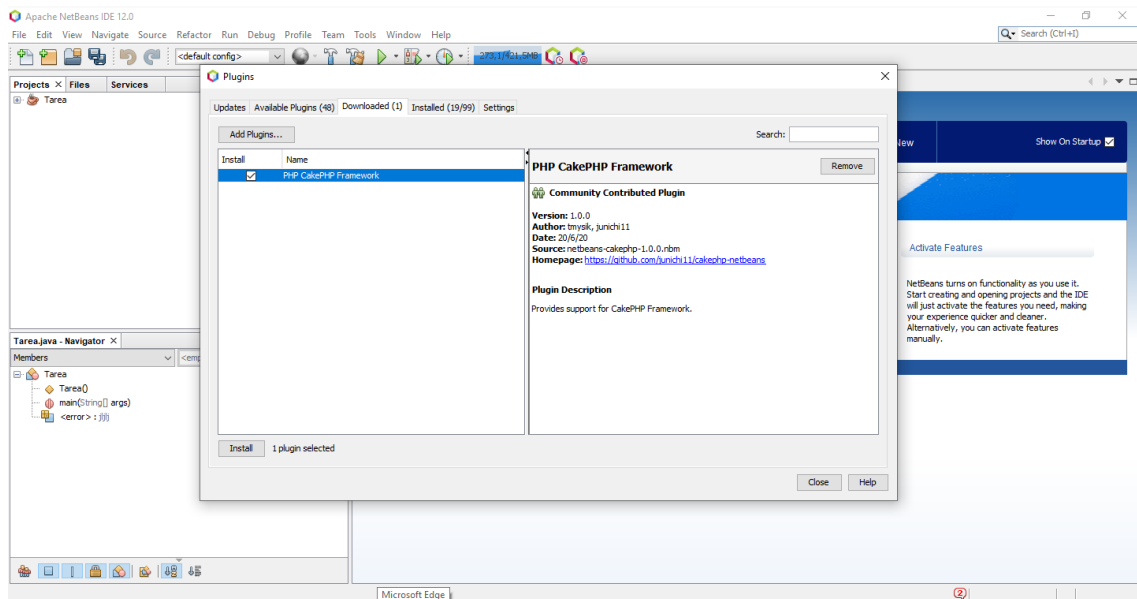 Apache NetBeans IDE 12.0
File Edit View Navigate Source Refactor Run Debug Profile Team Tools Window Help
Search (Ctrl+I)
<default config>
273,1/421,5MB
Projects Files Services
Tarea
Plugins
Updates Available Plugins (48) Downloaded (1) Installed (19/99) Settings
Add Plugins...
Search:
Install Name
PHP CakePHP Framework
PHP CakePHP Framework
Remove
Community Contributed Plugin
Version: 1.0.0
Author: tmysik, junichi11
Date: 20/6/20
Source: netbeans-cakephp-1.0.0.nbm
Homepage: https://github.com/junichi11/cakephp-netbeans
Plugin Description
Provides support for CakePHP Framework.
Install 1 plugin selected
Close Help
Show On Startup
Activate Features
NetBeans turns on functionality as you use it.
Start creating and opening projects and the IDE
will just activate the features you need, making
your experience quicker and cleaner.
Alternatively, you can activate features
manually.
Tarea.java - Navigator
Members
Tarea
Tarea()
main(String[] args)
Microsoft Edge
2